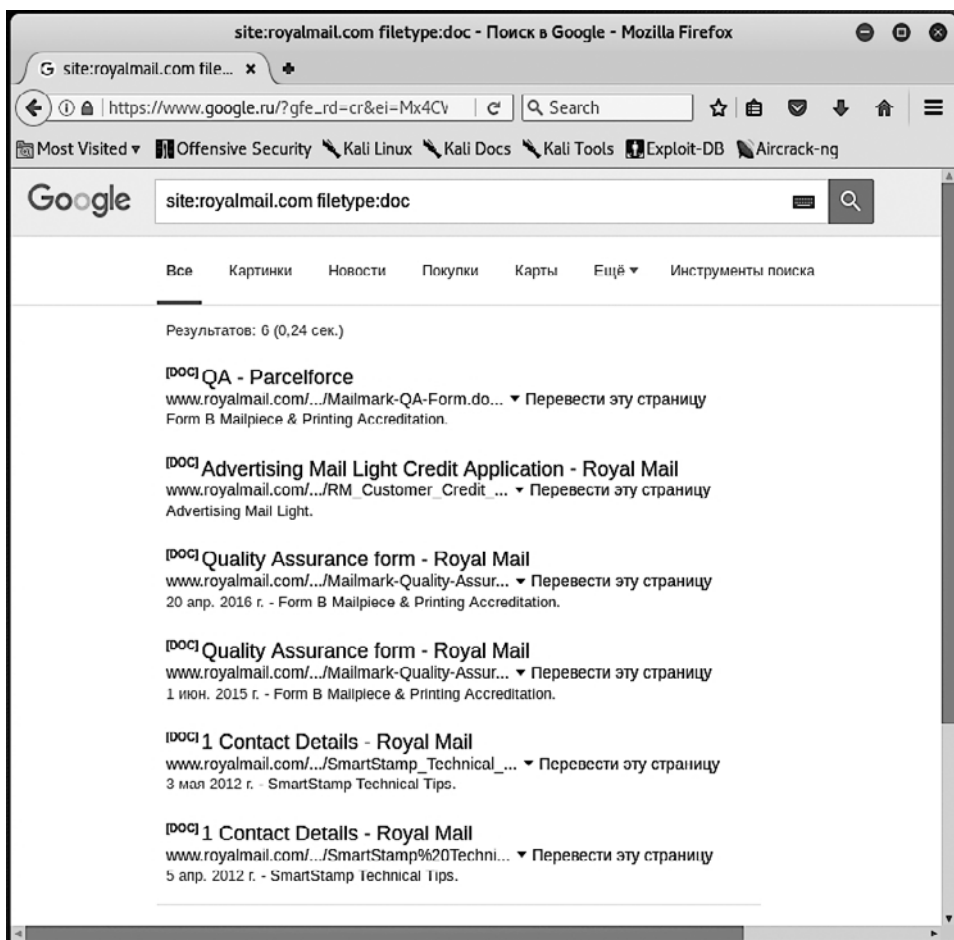 site:royalmail.com filetype:doc - Поиск в Google - Mozilla Firefox
G site:royalmail.com file...
https://www.google.ru/?gfe_rd=cr&ei=Mx4CV Search
Most Visited Offensive Security Kali Linux Kali Docs Kali Tools Exploit-DB Aircrack-ng
Google site:royalmail.com filetype:doc
Все Картинки Новости Покупки Карты Ещё Инструменты поиска
Результатов: 6 (0,24 сек.)
[DOC] QA - Parcelforce
www.royalmail.com/.../Mailmark-QA-Form.do... Перевести эту страницу
Form B Mailpiece & Printing Accreditation.
[DOC] Advertising Mail Light Credit Application - Royal Mail
www.royalmail.com/.../RM_Customer_Credit_... Перевести эту страницу
Advertising Mail Light.
[DOC] Quality Assurance form - Royal Mail
www.royalmail.com/.../Mailmark-Quality-Assur... Перевести эту страницу
20 апр. 2016 г. - Form B Mailpiece & Printing Accreditation.
[DOC] Quality Assurance form - Royal Mail
www.royalmail.com/.../Mailmark-Quality-Assur... Перевести эту страницу
1 июн. 2015 г. - Form B Mailpiece & Printing Accreditation.
[DOC] 1 Contact Details - Royal Mail
www.royalmail.com/.../SmartStamp_Technical_... Перевести эту страницу
3 мая 2012 г. - SmartStamp Technical Tips.
[DOC] 1 Contact Details - Royal Mail
www.royalmail.com/.../SmartStamp%20Techni... Перевести эту страницу
5 апр. 2012 г. - SmartStamp Technical Tips.